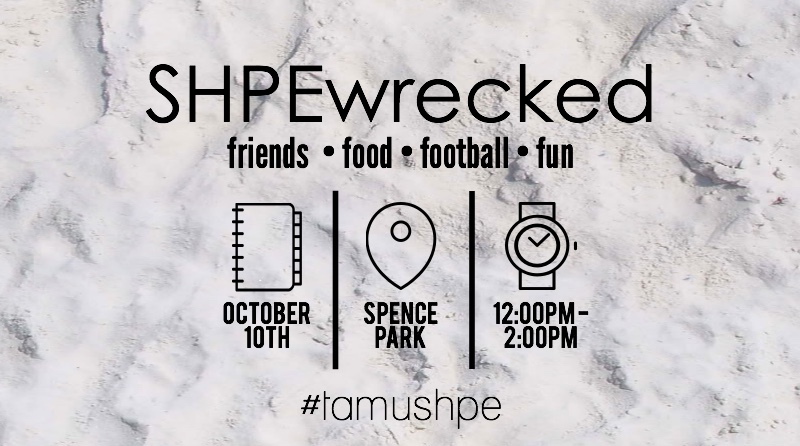 SHPEwrecked
friends • food • football • fun
OCTOBER
10TH
SPENCE
PARK
12:00PM-
2:00PM
#tamushpe